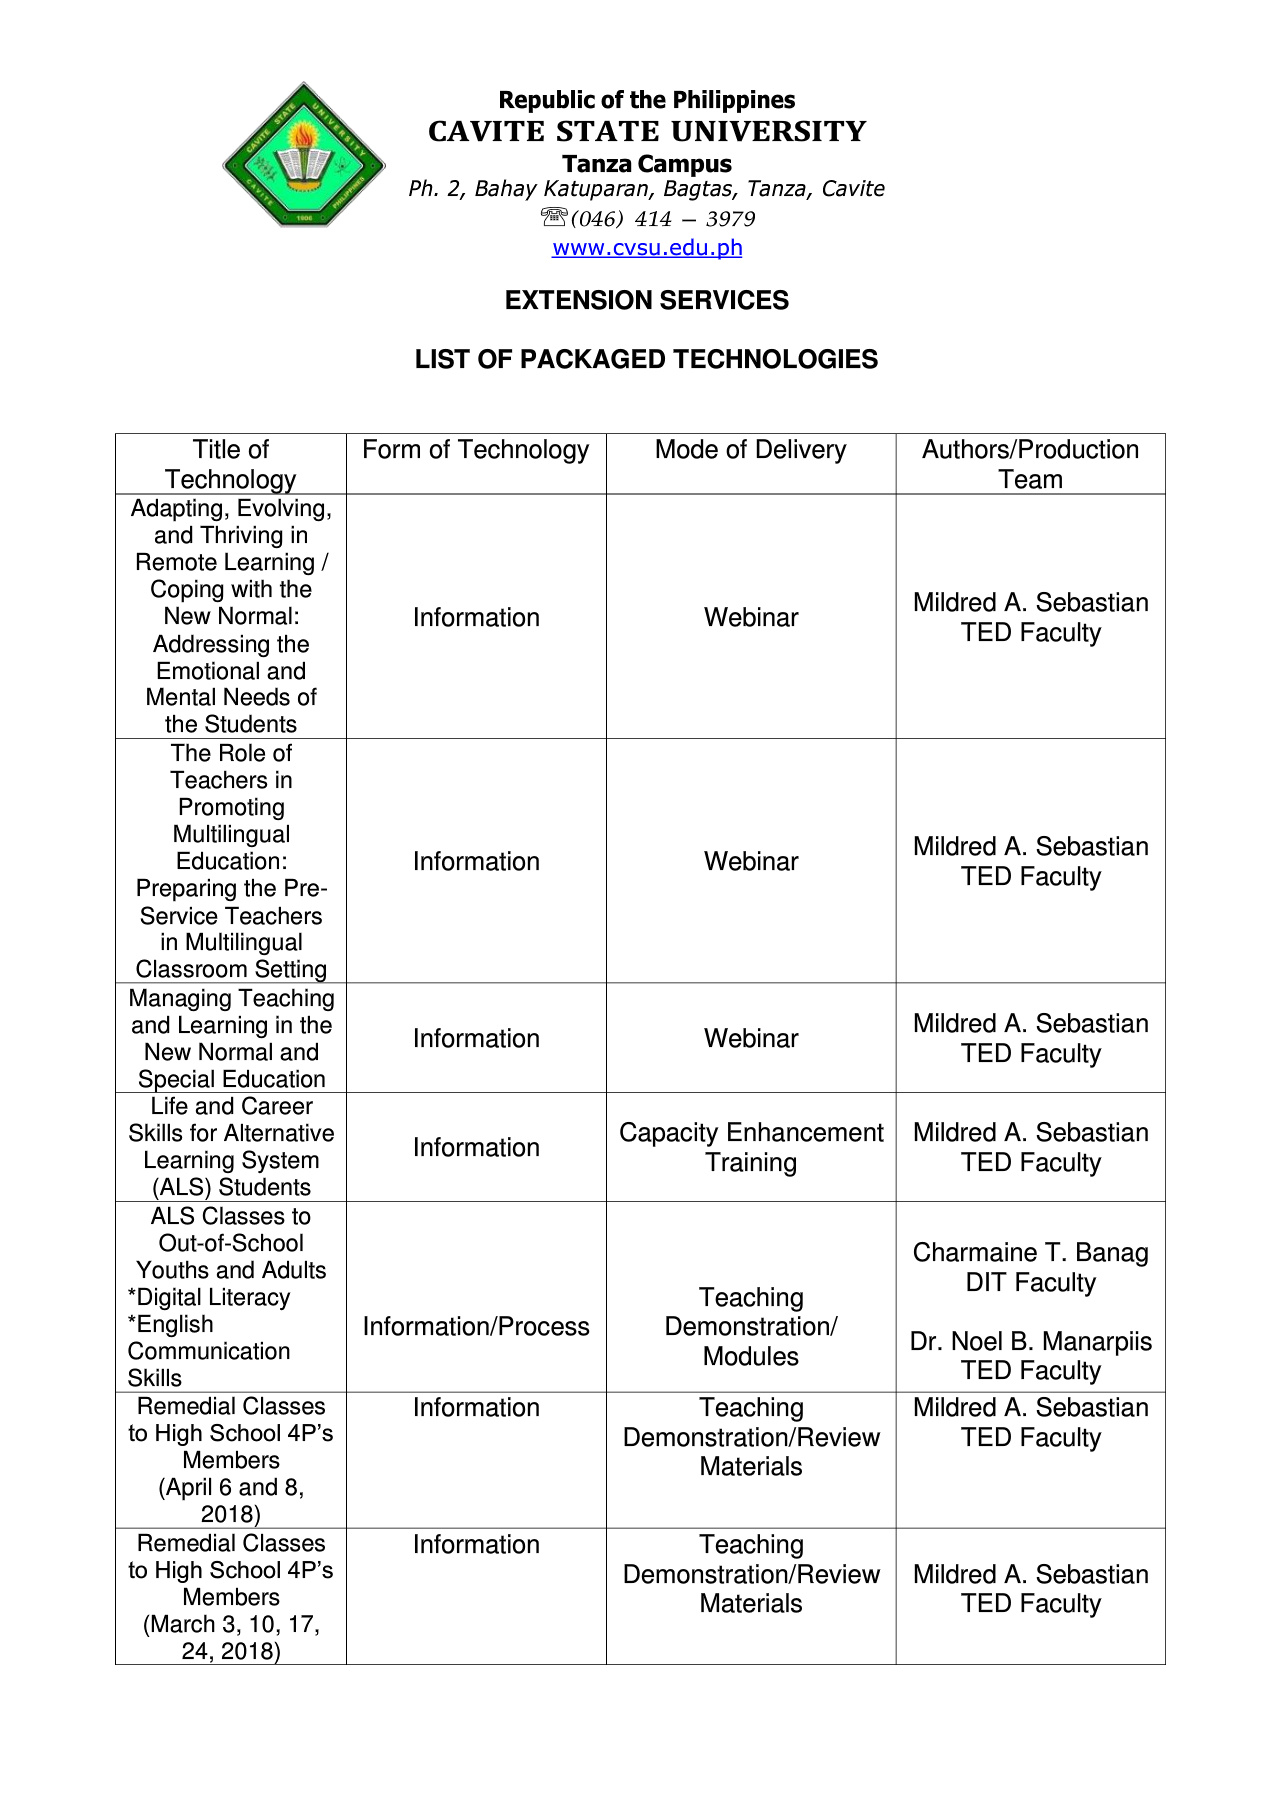 CAVITE STATE UNIVERSITY
CAVITE
PHILIPPINES
1906
Republic of the Philippines
CAVITE STATE UNIVERSITY
Tanza Campus
Ph. 2, Bahay Katuparan, Bagtas, Tanza, Cavite
☏(046) 414 – 3979
www.cvsu.edu.ph
EXTENSION SERVICES
LIST OF PACKAGED TECHNOLOGIES
Title of
Technology
Form of Technology
Mode of Delivery
Authors/Production
Team
Adapting, Evolving,
and Thriving in
Remote Learning /
Coping with the
New Normal:
Addressing the
Emotional and
Mental Needs of
the Students
Information
Webinar
Mildred A. Sebastian
TED Faculty
The Role of
Teachers in
Promoting
Multilingual
Education:
Preparing the Pre-
Service Teachers
in Multilingual
Classroom Setting
Information
Webinar
Mildred A. Sebastian
TED Faculty
Managing Teaching
and Learning in the
New Normal and
Special Education
Information
Webinar
Mildred A. Sebastian
TED Faculty
Life and Career
Skills for Alternative
Learning System
(ALS) Students
Information
Capacity Enhancement
Training
Mildred A. Sebastian
TED Faculty
ALS Classes to
Out-of-School
Youths and Adults
*Digital Literacy
*English
Communication
Skills
Information/Process
Teaching
Demonstration/
Modules
Charmaine T. Banag
DIT Faculty
Dr. Noel B. Manarpiis
TED Faculty
Remedial Classes
to High School 4P’s
Members
(April 6 and 8,
2018)
Information
Teaching
Demonstration/Review
Materials
Mildred A. Sebastian
TED Faculty
Remedial Classes
to High School 4P’s
Members
(March 3, 10, 17,
24, 2018)
Information
Teaching
Demonstration/Review
Materials
Mildred A. Sebastian
TED Faculty